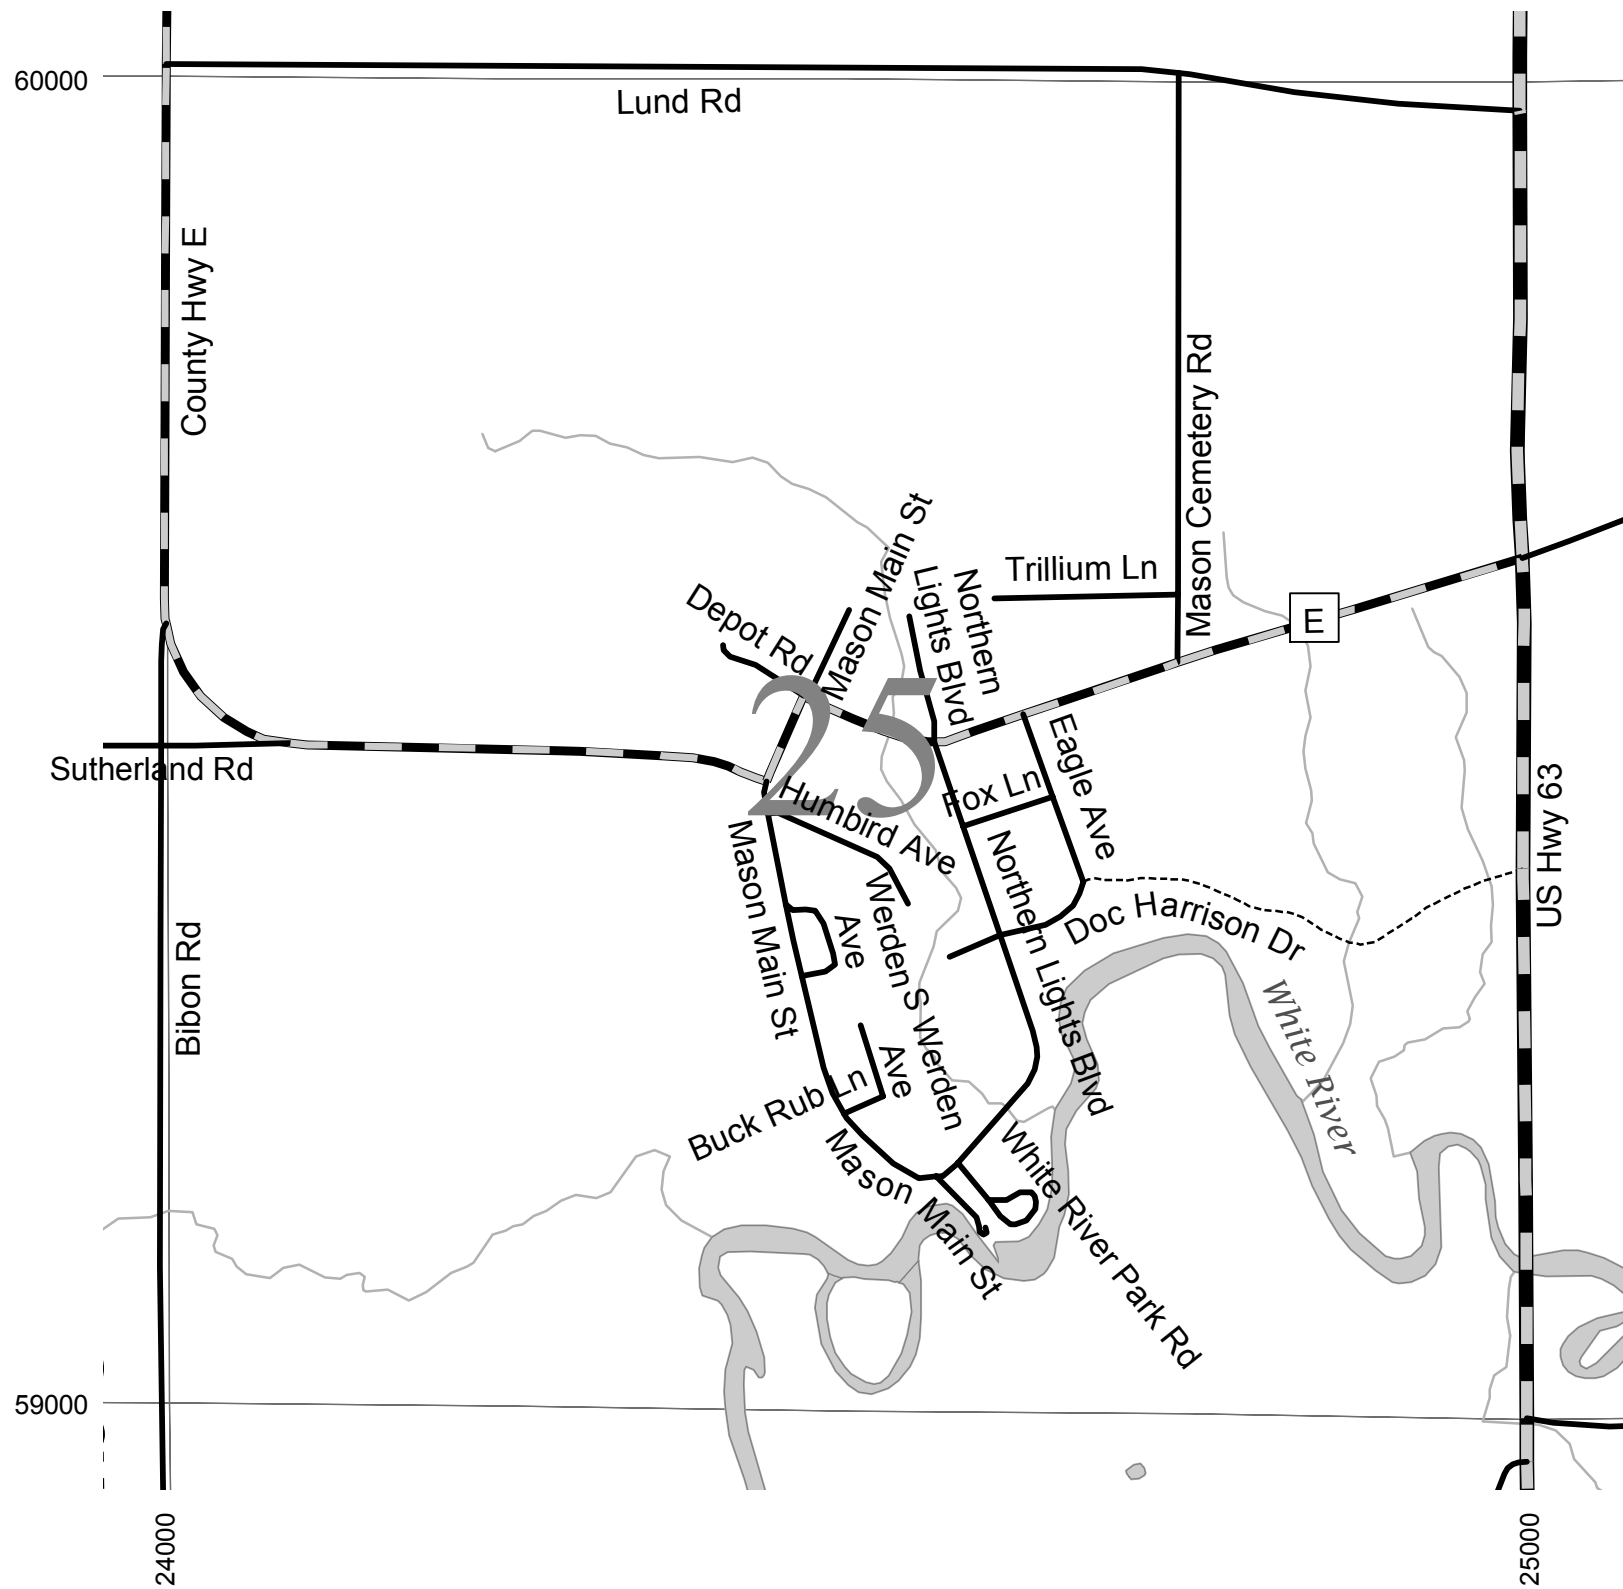 60000
Lund Rd
County Hwy E
Mason Cemetery Rd
Mason Main St
Northern
Lights Blvd
Trillium Ln
Depot Rd
E
25
Eagle Ave
Sutherland Rd
Fox Ln
Humbird Ave
US Hwy 63
Mason Main St
Werden
Ave
Northern Lights Blvd
Doc Harrison Dr
Bibon Rd
White River
S Werden
Ave
Buck Rub Ln
Mason Main St
White River Park Rd
59000
24000
25000